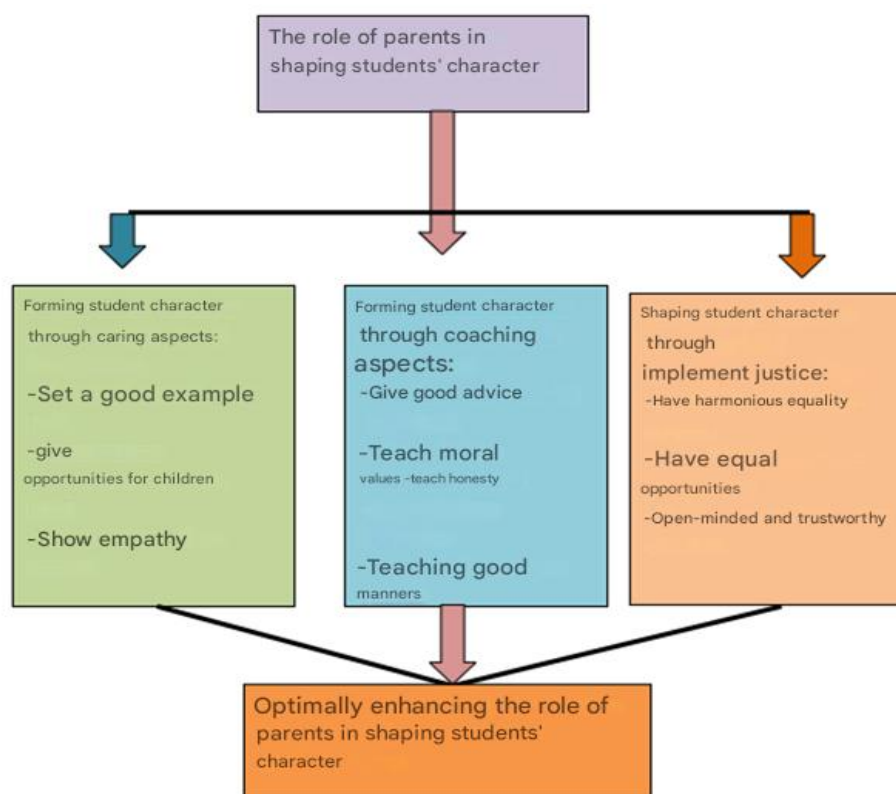 The role of parents in
shaping students' character
Forming student character
through caring aspects:
-Set a good example
-give
opportunities for children
-Show empathy
Forming student character
through coaching
aspects:
-Give good advice
-Teach moral
values -teach honesty
-Teaching good
manners
Shaping student character
through
implement justice:
-Have harmonious equality
-Have equal
opportunities
-Open-minded and trustworthy
Optimally enhancing the role of
parents in shaping students'
character